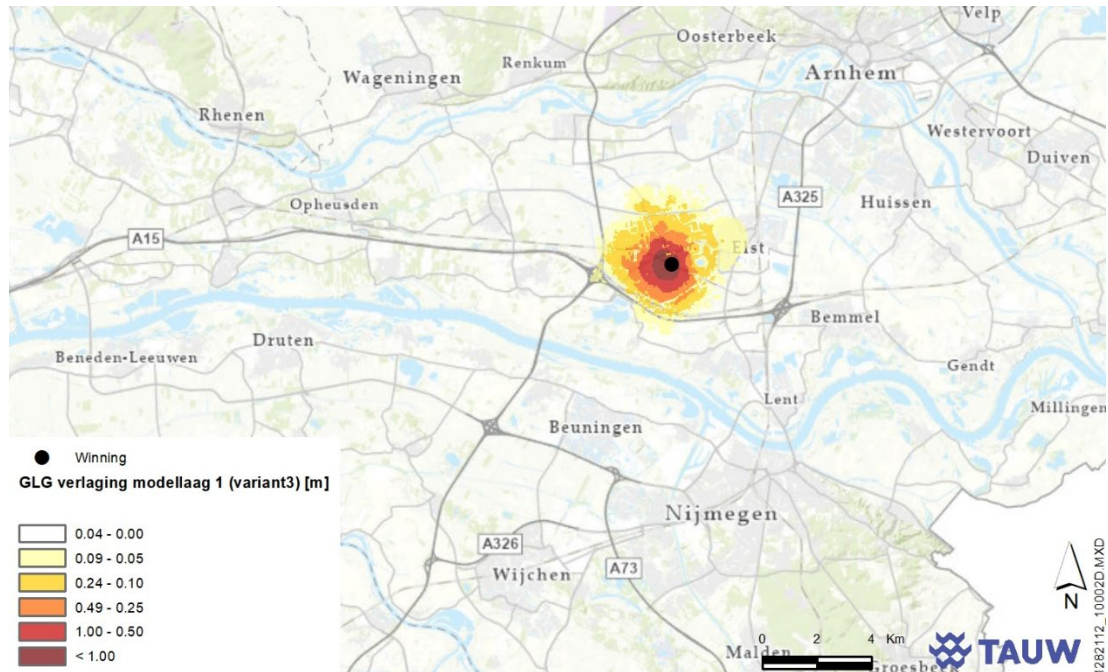 Velp
Oosterbeek
Renkum
Arnhem
Wageningen
Rhenen
Westervoort
Duiven
A325
Huissen
Opheusden
A15
Elst
Bemmel
Druten
Beneden-Leeuwen
Gendt
Lent
Millingen
Beuningen
Nijmegen
A326
Wijchen
A73
Malden
Groesbeek
Winning
GLG verlaging modellaag 1 (variant3) [m]
0.04 - 0.00
0.09 - 0.05
0.24 - 0.10
0.49 - 0.25
1.00 - 0.50
< 1.00
N
0 2 4 Km
TAUW
1282112_10002D.MXD